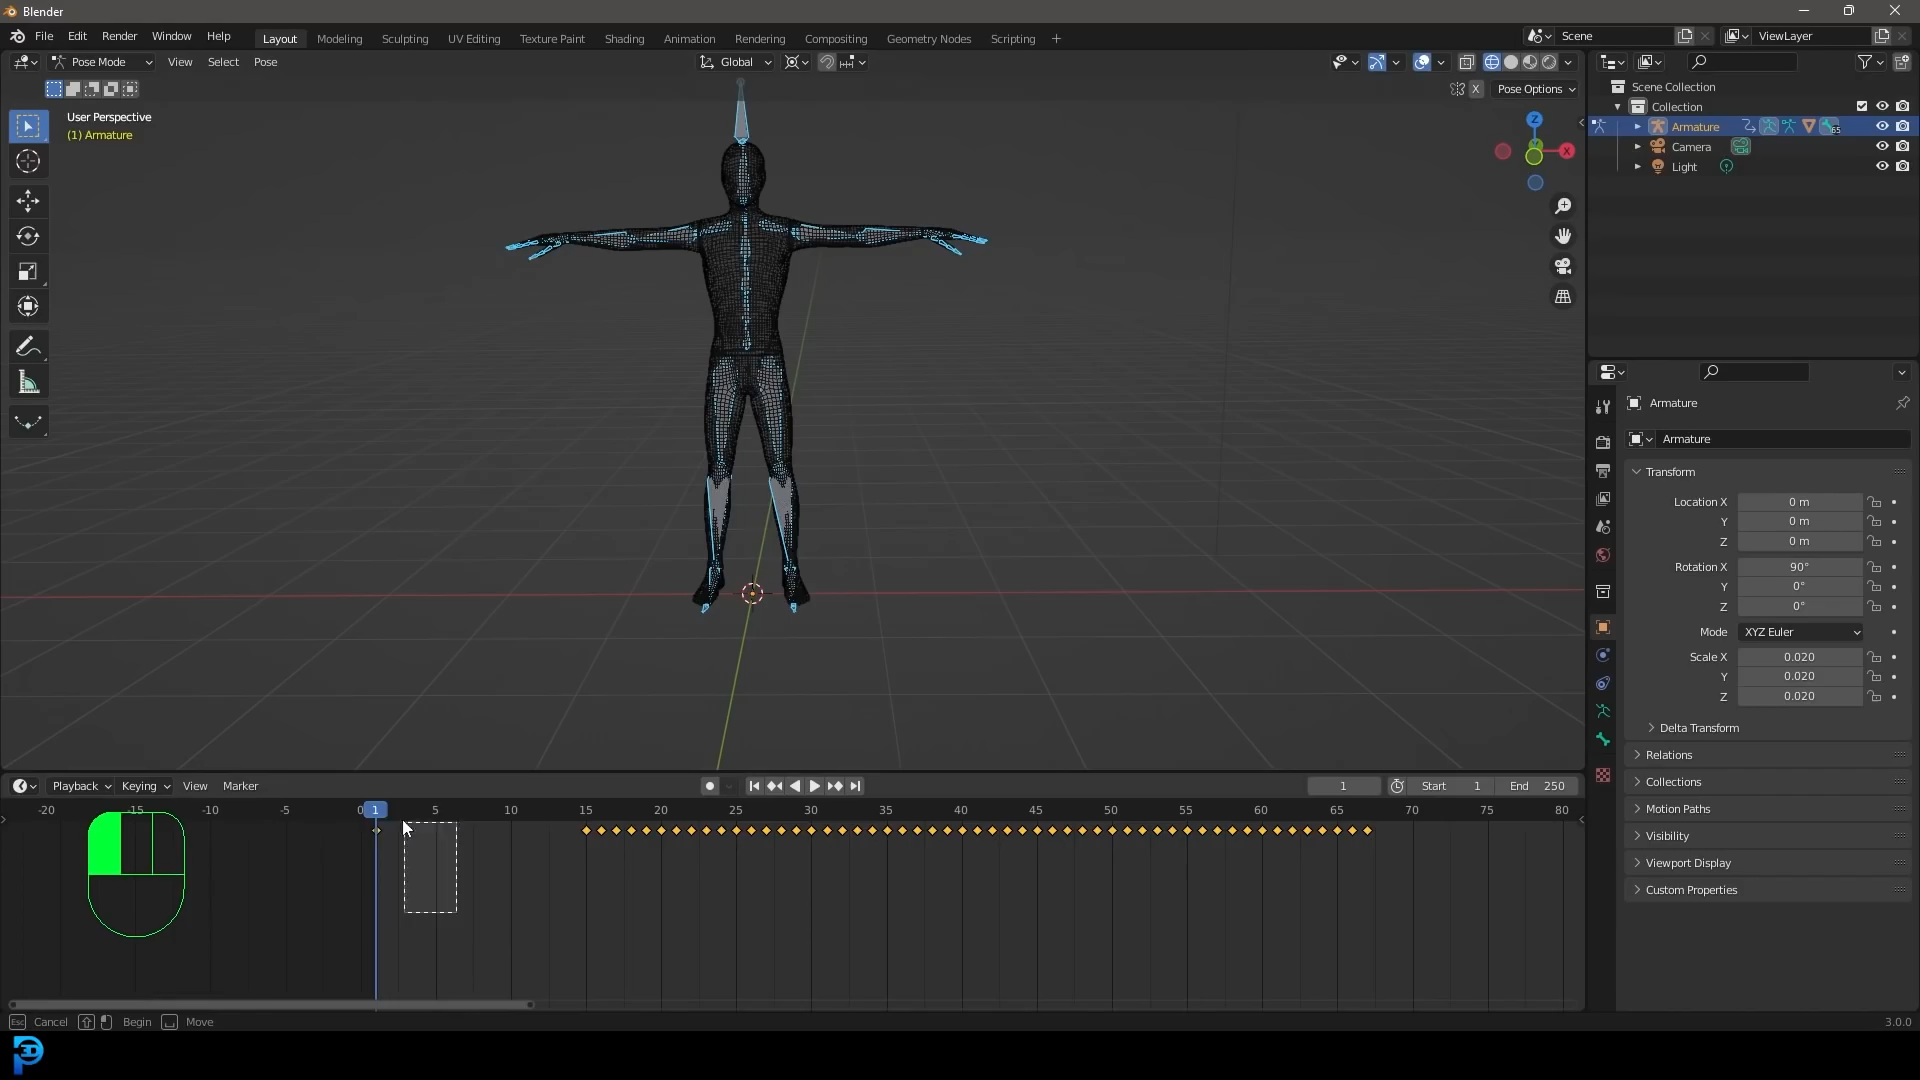 Blender
File Edit Render Window Help Layout Modeling Sculpting UV Editing Texture Paint Shading Animation Rendering Compositing Geometry Nodes Scripting + Scene ViewLayer
Pose Mode View Select Pose Global
X Pose Options
User Perspective
(1) Armature
Z
X
Scene Collection
Collection
Armature 65
Camera
Light
Armature
Armature
Transform
Location X 0 m
Y 0 m
Z 0 m
Rotation X 90°
Y 0°
Z 0°
Mode XYZ Euler
Scale X 0.020
Y 0.020
Z 0.020
Delta Transform
Relations
Collections
Motion Paths
Visibility
Viewport Display
Custom Properties
Playback Keying View Marker 1 Start 1 End 250
-20 -15 -10 -5 0 1 5 10 15 20 25 30 35 40 45 50 55 60 65 70 75 80
Esc Cancel Begin Move 3.0.0